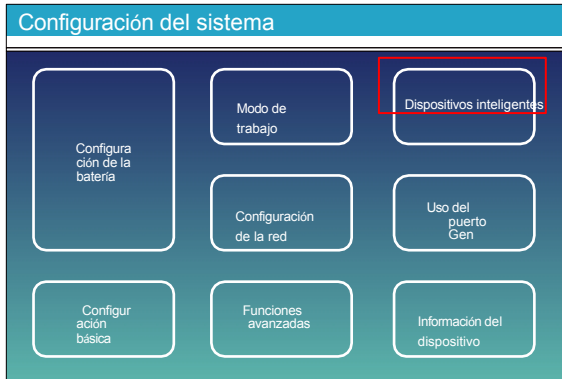 Configuración del sistema
Configura
ción de la
batería
Modo de
trabajo
Dispositivos inteligentes
Configuración
de la red
Uso del
puerto
Gen
Configur
ación
básica
Funciones
avanzadas
Información del
dispositivo